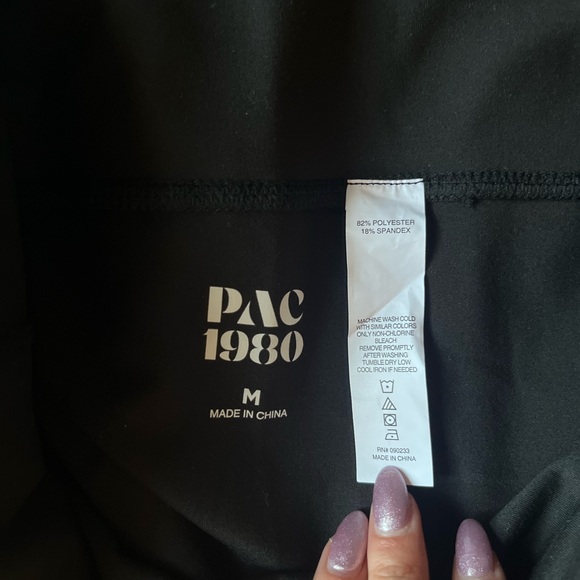 82% POLYESTER
18% SPANDEX
PAC
1980
M
MADE IN CHINA
MACHINE WASH COLD
WITH SIMILAR COLORS
ONLY NON-CHLORINE
BLEACH
REMOVE PROMPTLY
AFTER WASHING
TUMBLE DRY LOW
COOL IRON IF NEEDED
RN# 090233
MADE IN CHINA